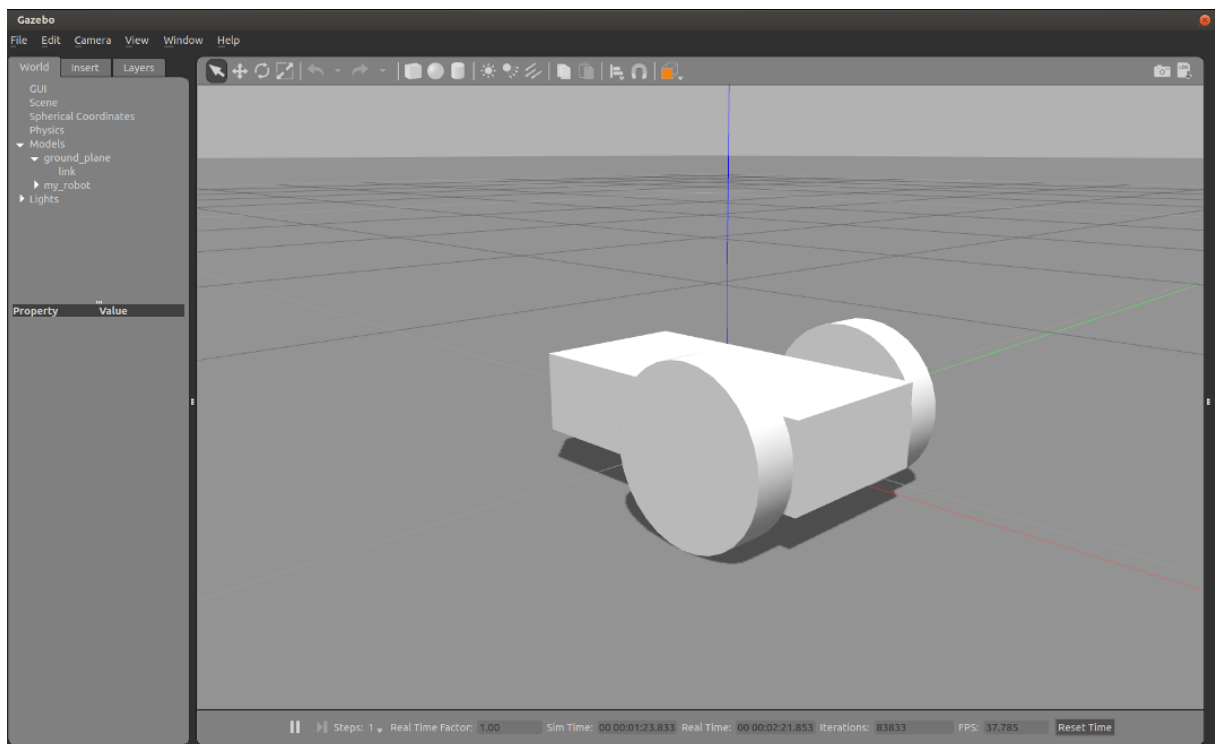 Gazebo
File Edit Camera View Window Help
World Insert Layers
GUI
Scene
Spherical Coordinates
Physics
Models
ground_plane
link
my_robot
Lights
Property Value
Steps: 1 Real Time Factor: 1.00 Sim Time: 00 00:01:23.833 Real Time: 00 00:02:21.853 Iterations: 83833 FPS: 37.785 Reset Time